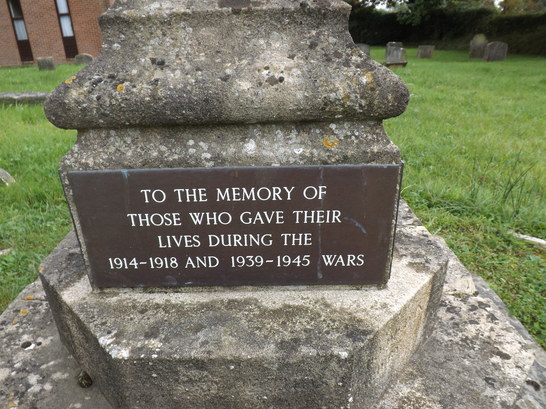 TO THE MEMORY OF
THOSE WHO GAVE THEIR
LIVES DURING THE
1914-1918 AND 1939-1945 WARS